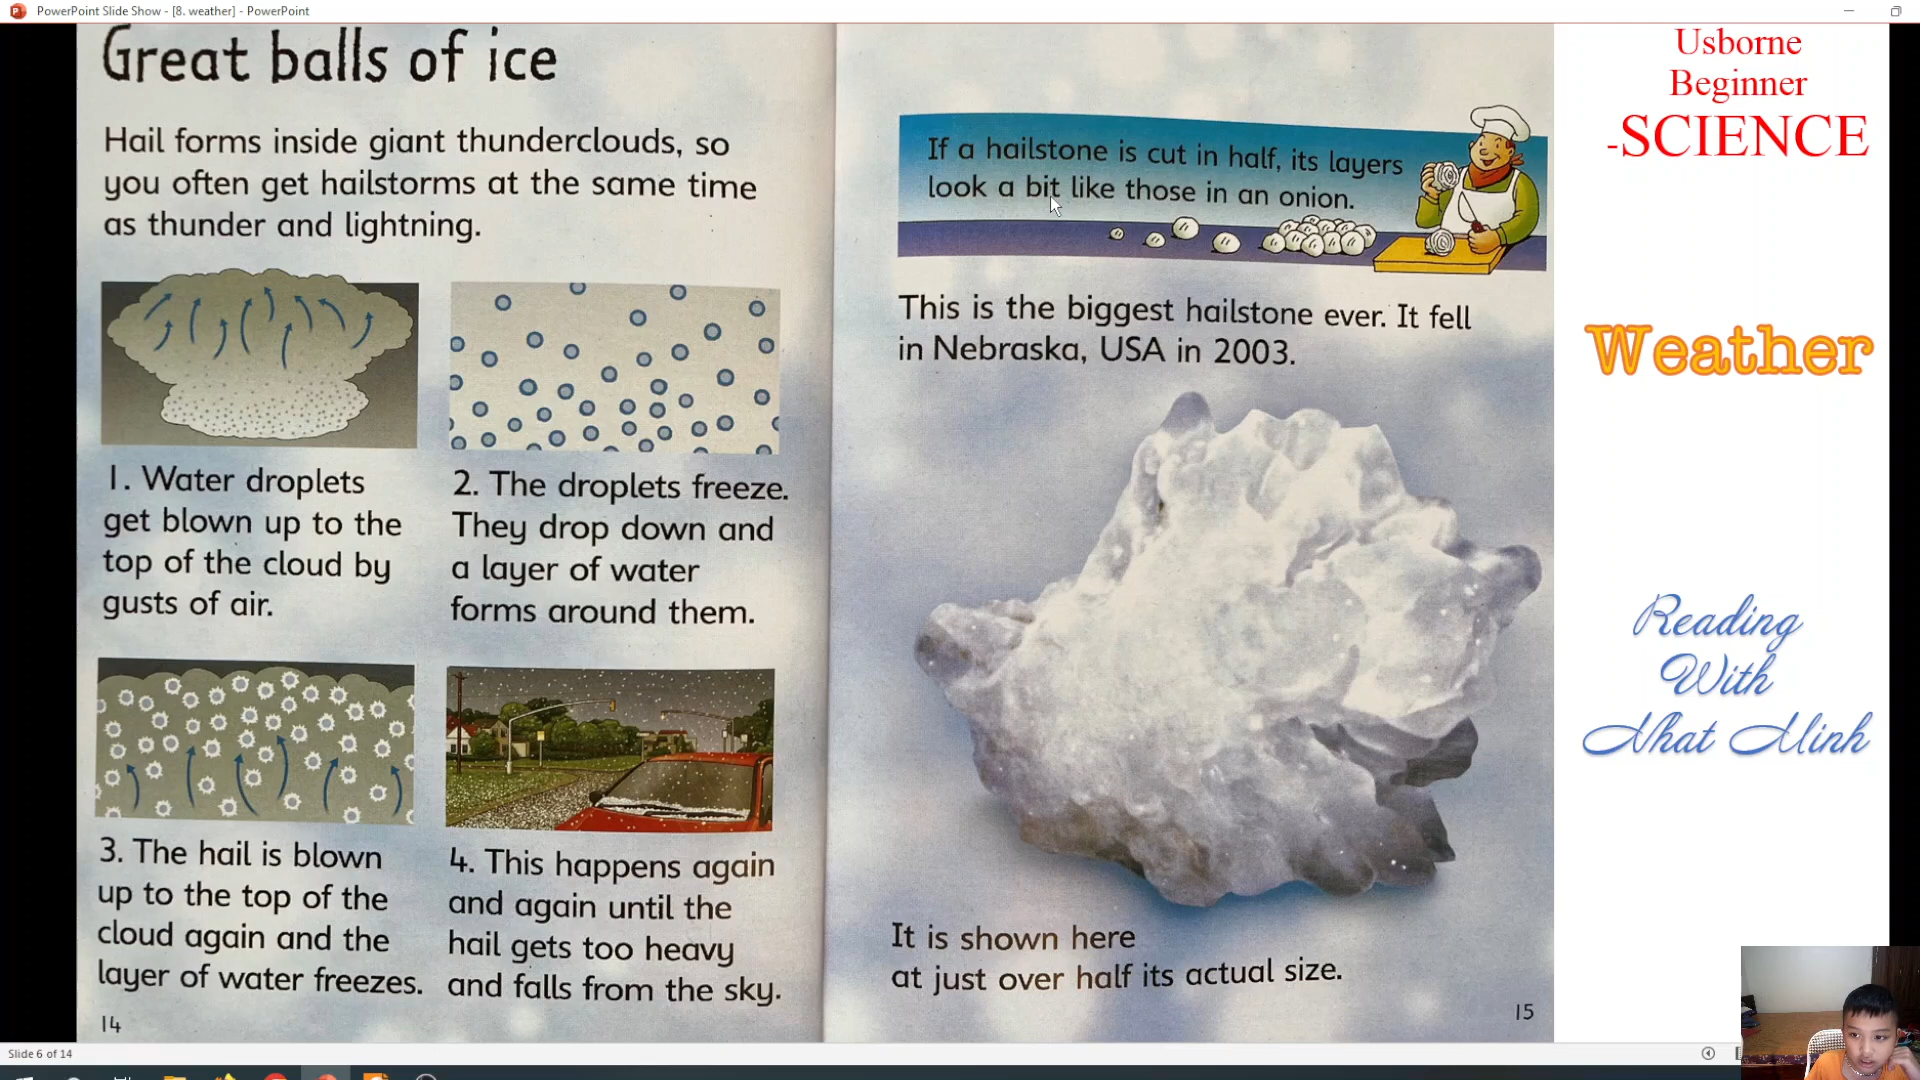 PowerPoint Slide Show - [8. weather] - PowerPoint
Great balls of ice
Hail forms inside giant thunderclouds, so
you often get hailstorms at the same time
as thunder and lightning.
1. Water droplets
get blown up to the
top of the cloud by
gusts of air.
2. The droplets freeze.
They drop down and
a layer of water
forms around them.
3. The hail is blown
up to the top of the
cloud again and the
layer of water freezes.
4. This happens again
and again until the
hail gets too heavy
and falls from the sky.
14
If a hailstone is cut in half, its layers
look a bit like those in an onion.
This is the biggest hailstone ever. It fell
in Nebraska, USA in 2003.
It is shown here
at just over half its actual size.
15
Usborne
Beginner
-SCIENCE
Weather
Reading
With
Nhat Minh
Slide 6 of 14